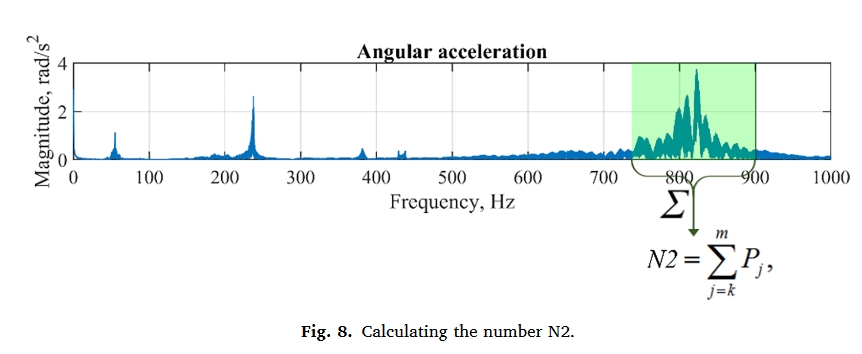 Angular acceleration
Magnitude, rad/s²
4
2
0
0 100 200 300 400 500 600 700 800 900 1000
Frequency, Hz
Σ
N2 = ∑_{j=k}^{m} P_j,
Fig. 8. Calculating the number N2.